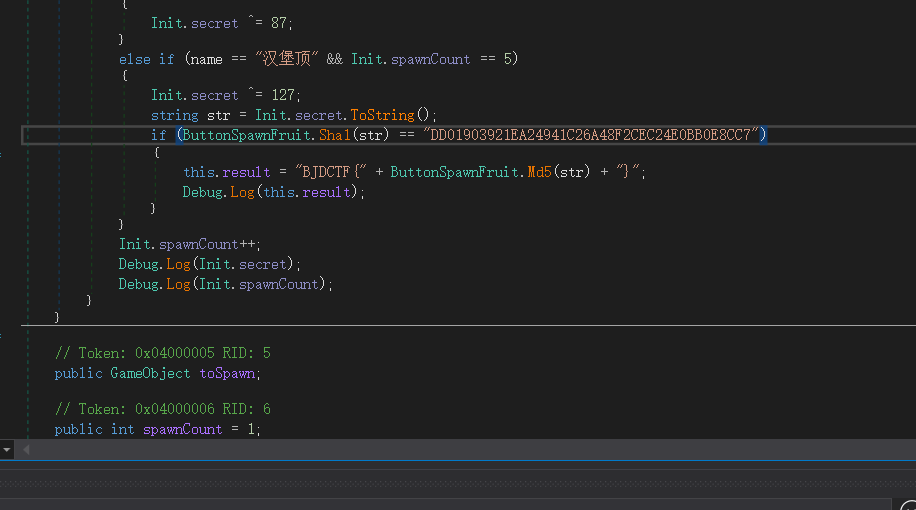 {
Init.secret ^= 87;
}
else if (name == "汉堡顶" && Init.spawnCount == 5)
{
Init.secret ^= 127;
string str = Init.secret.ToString();
if (ButtonSpawnFruit.Sha1(str) == "DD01903921EA24941C26A48F2CEC24E0BB0E8CC7")
{
this.result = "BJDCTF{" + ButtonSpawnFruit.Md5(str) + "}";
Debug.Log(this.result);
}
}
Init.spawnCount++;
Debug.Log(Init.secret);
Debug.Log(Init.spawnCount);
}
}
// Token: 0x04000005 RID: 5
public GameObject toSpawn;
// Token: 0x04000006 RID: 6
public int spawnCount = 1;